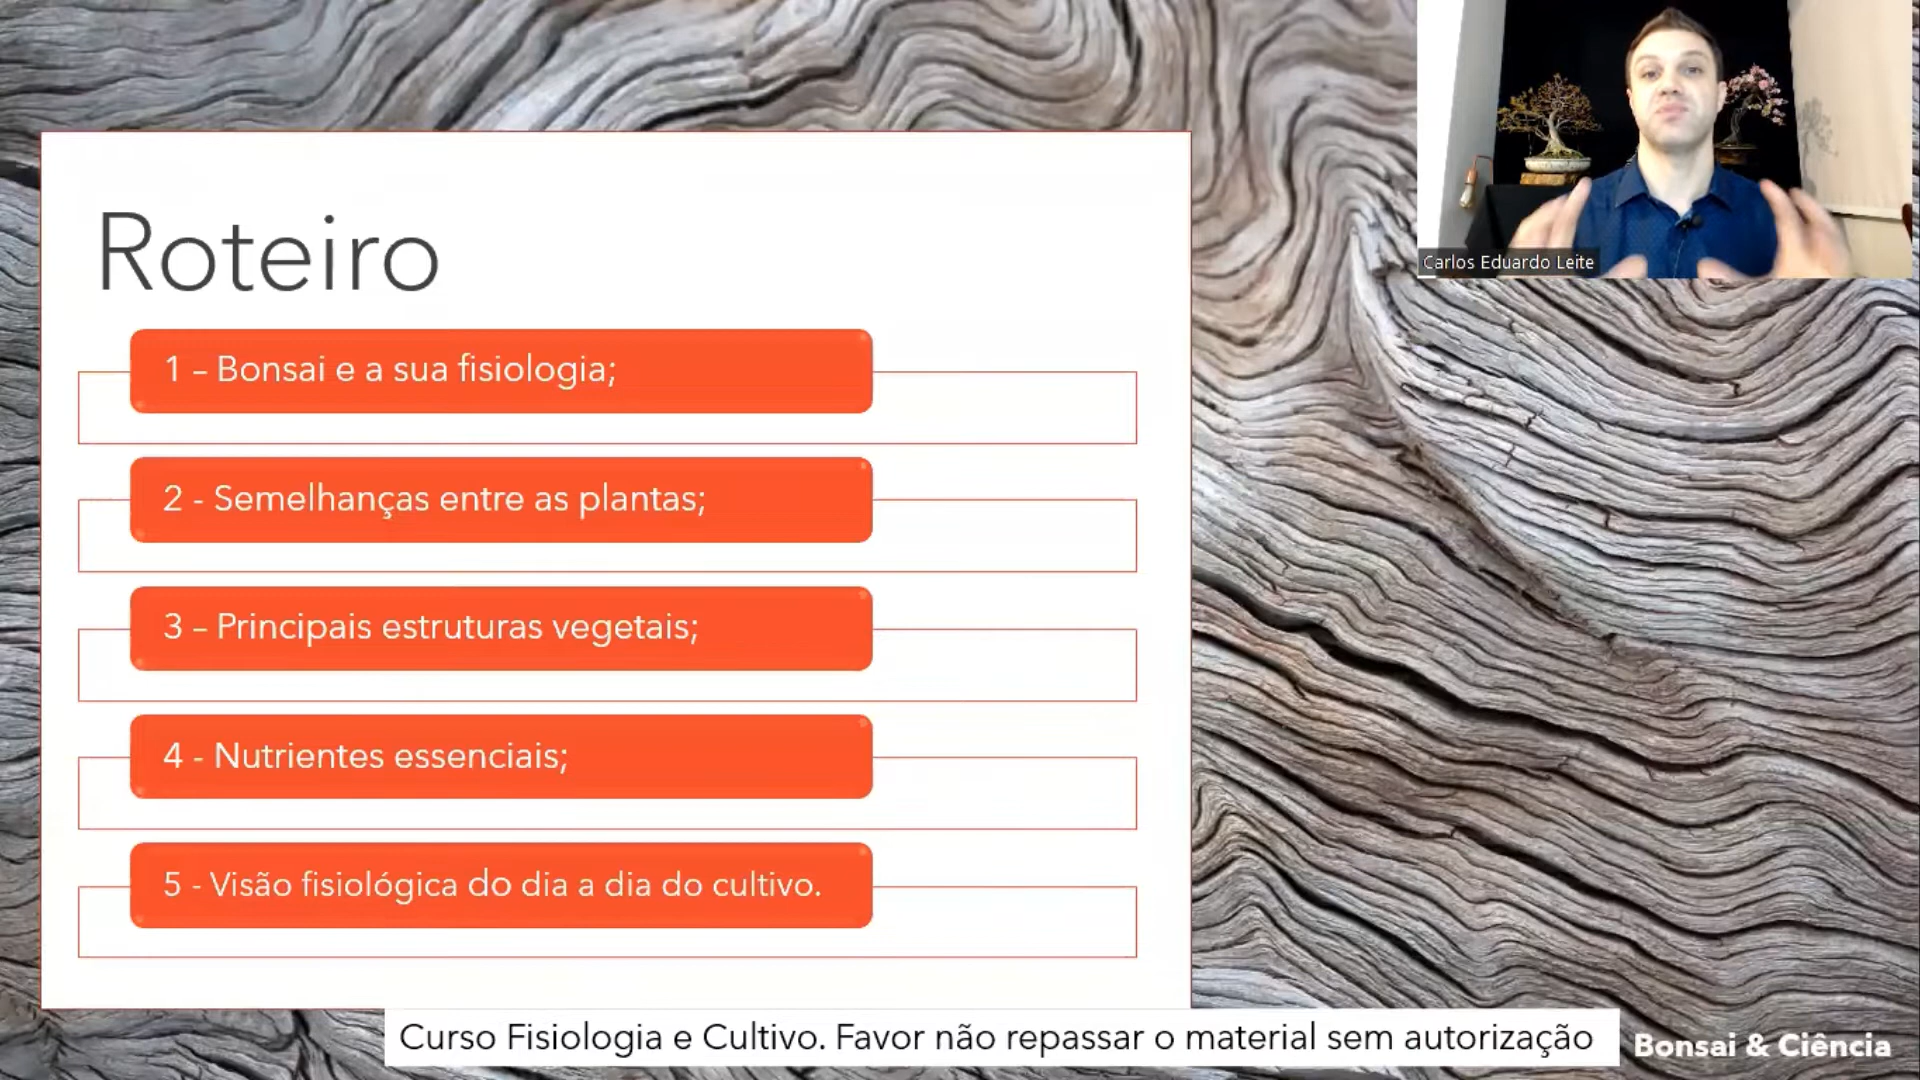 Carlos Eduardo Leite
Roteiro
1 – Bonsai e a sua fisiologia;
2 - Semelhanças entre as plantas;
3 – Principais estruturas vegetais;
4 - Nutrientes essenciais;
5 - Visão fisiológica do dia a dia do cultivo.
Curso Fisiologia e Cultivo. Favor não repassar o material sem autorização
Bonsai & Ciência